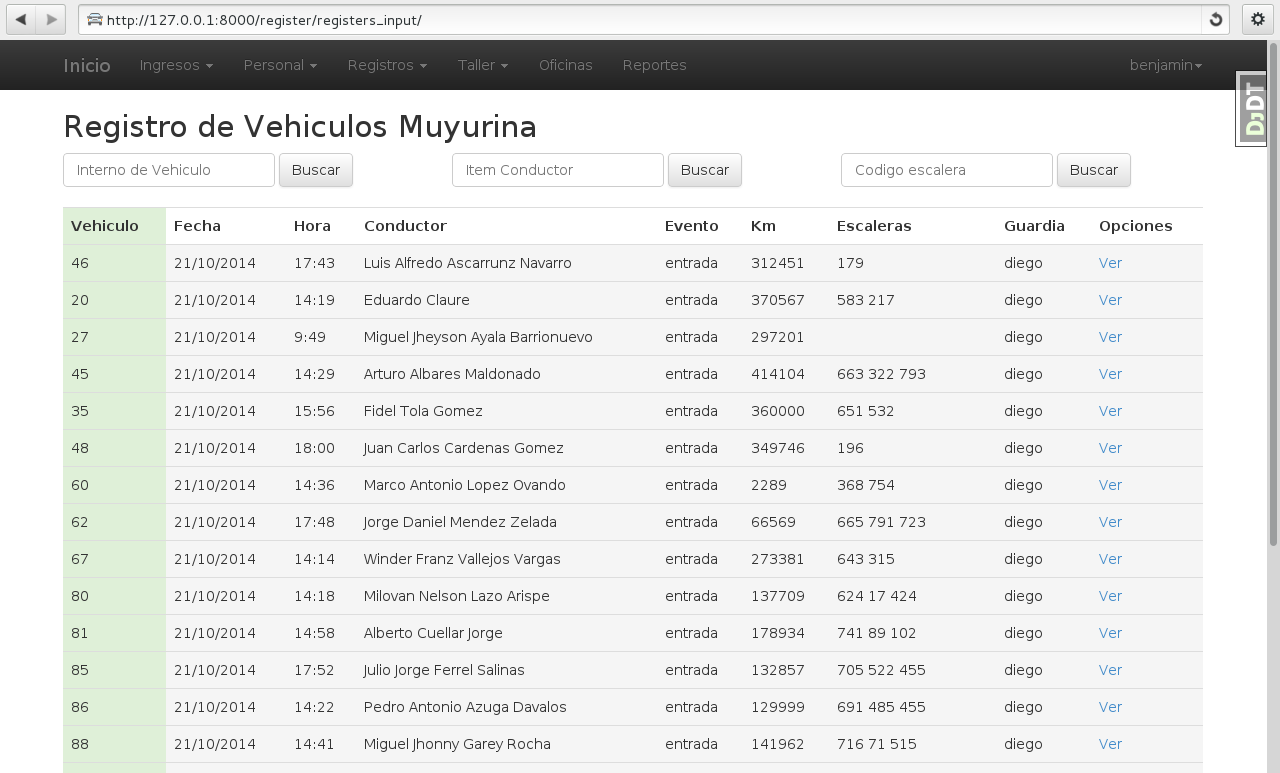 http://127.0.0.1:8000/register/registers_input/
Inicio Ingresos Personal Registros Taller Oficinas Reportes benjamin
DjDT
Registro de Vehiculos Muyurina
Interno de Vehiculo Buscar Item Conductor Buscar Codigo escalera Buscar
Vehiculo Fecha Hora Conductor Evento Km Escaleras Guardia Opciones
46 21/10/2014 17:43 Luis Alfredo Ascarrunz Navarro entrada 312451 179 diego Ver
20 21/10/2014 14:19 Eduardo Claure entrada 370567 583 217 diego Ver
27 21/10/2014 9:49 Miguel Jheyson Ayala Barrionuevo entrada 297201 diego Ver
45 21/10/2014 14:29 Arturo Albares Maldonado entrada 414104 663 322 793 diego Ver
35 21/10/2014 15:56 Fidel Tola Gomez entrada 360000 651 532 diego Ver
48 21/10/2014 18:00 Juan Carlos Cardenas Gomez entrada 349746 196 diego Ver
60 21/10/2014 14:36 Marco Antonio Lopez Ovando entrada 2289 368 754 diego Ver
62 21/10/2014 17:48 Jorge Daniel Mendez Zelada entrada 66569 665 791 723 diego Ver
67 21/10/2014 14:14 Winder Franz Vallejos Vargas entrada 273381 643 315 diego Ver
80 21/10/2014 14:18 Milovan Nelson Lazo Arispe entrada 137709 624 17 424 diego Ver
81 21/10/2014 14:58 Alberto Cuellar Jorge entrada 178934 741 89 102 diego Ver
85 21/10/2014 17:52 Julio Jorge Ferrel Salinas entrada 132857 705 522 455 diego Ver
86 21/10/2014 14:22 Pedro Antonio Azuga Davalos entrada 129999 691 485 455 diego Ver
88 21/10/2014 14:41 Miguel Jhonny Garey Rocha entrada 141962 716 71 515 diego Ver